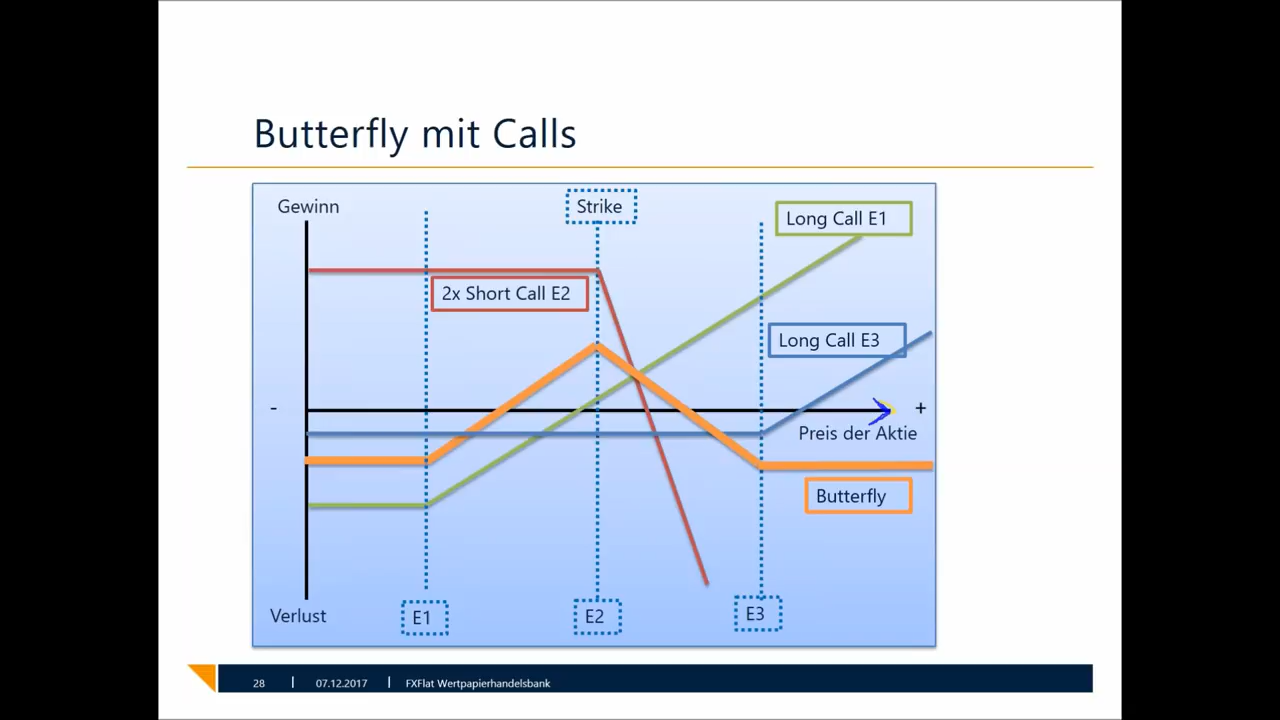 Butterfly mit Calls
Gewinn
Strike
Long Call E1
2x Short Call E2
Long Call E3
-
+
Preis der Aktie
Butterfly
Verlust
E1
E2
E3
28 | 07.12.2017 | FXFlat Wertpapierhandelsbank